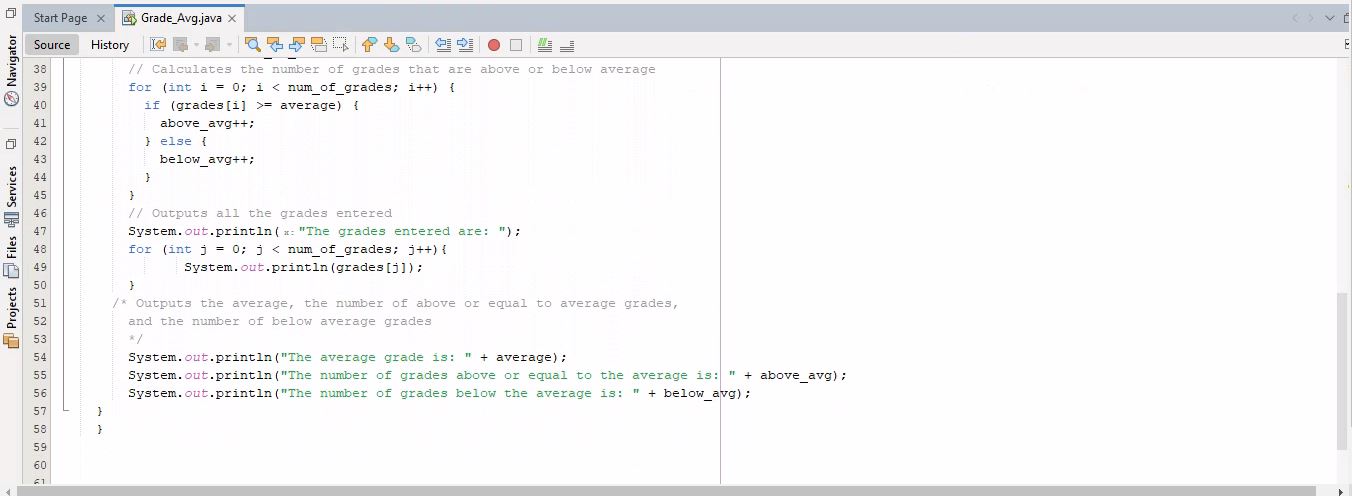 Start Page
Grade_Avg.java
Source
History
Navigator
Services
Files
Projects
38 // Calculates the number of grades that are above or below average
39 for (int i = 0; i < num_of_grades; i++) {
40 if (grades[i] >= average) {
41 above_avg++;
42 } else {
43 below_avg++;
44 }
45 }
46 // Outputs all the grades entered
47 System.out.println( x: "The grades entered are: ");
48 for (int j = 0; j < num_of_grades; j++){
49 System.out.println(grades[j]);
50 }
51 /* Outputs the average, the number of above or equal to average grades,
52 and the number of below average grades
53 */
54 System.out.println("The average grade is: " + average);
55 System.out.println("The number of grades above or equal to the average is: " + above_avg);
56 System.out.println("The number of grades below the average is: " + below_avg);
57 }
58 }
59
60
61